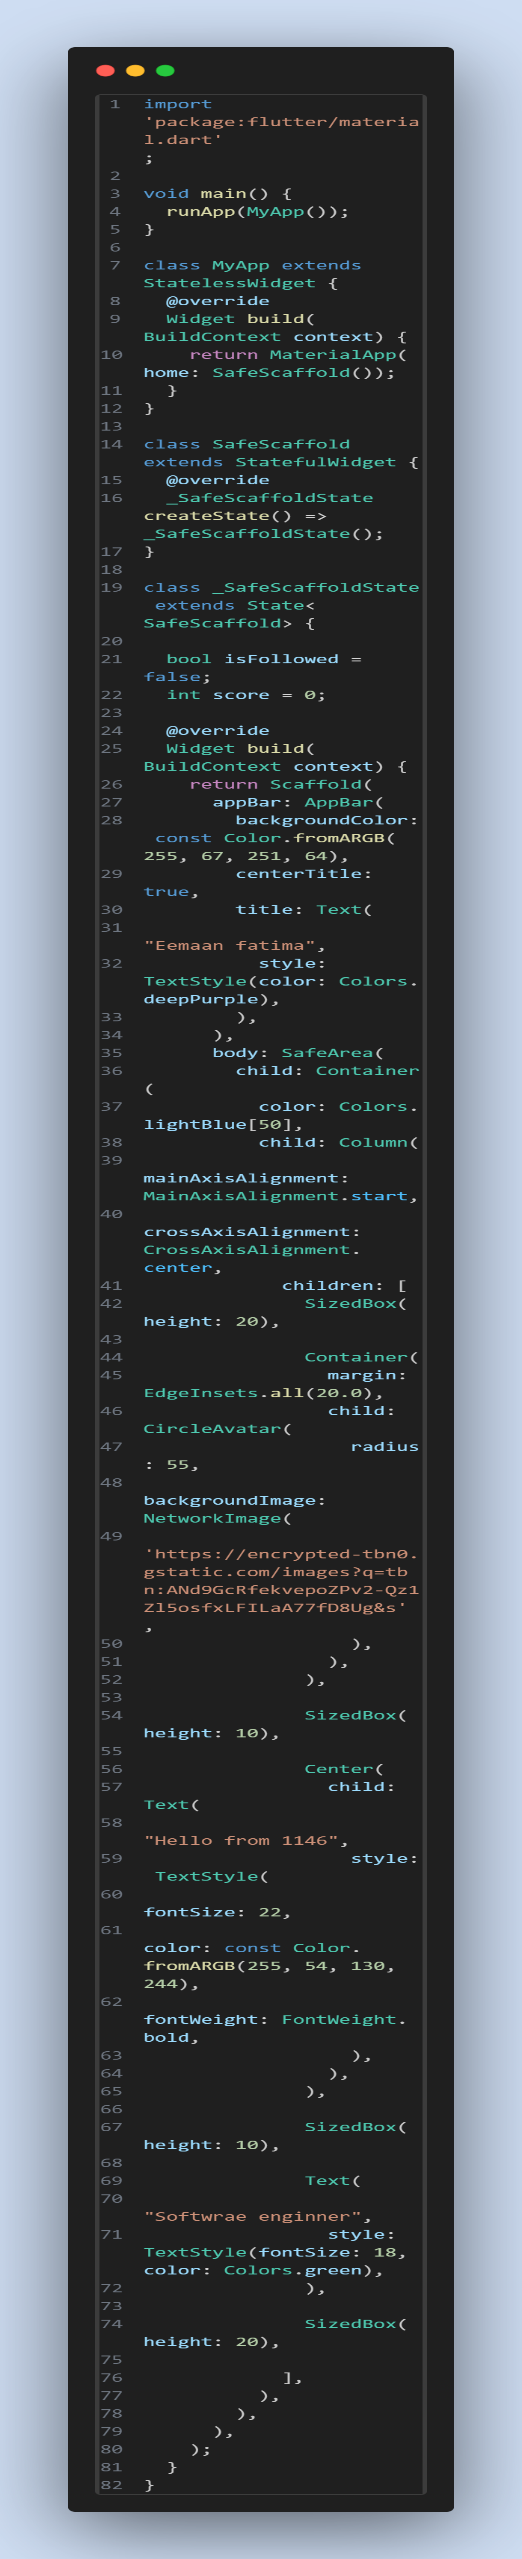 1 import
'package:flutter/materia
l.dart'
;
2
3 void main() {
4   runApp(MyApp());
5 }
6
7 class MyApp extends
StatelessWidget {
8   @override
9   Widget build(
BuildContext context) {
10     return MaterialApp(
home: SafeScaffold());
11   }
12 }
13
14 class SafeScaffold
extends StatefulWidget {
15   @override
16   _SafeScaffoldState
createState() =>
_SafeScaffoldState();
17 }
18
19 class _SafeScaffoldState
 extends State<
SafeScaffold> {
20
21   bool isFollowed =
false;
22   int score = 0;
23
24   @override
25   Widget build(
BuildContext context) {
26     return Scaffold(
27       appBar: AppBar(
28         backgroundColor:
 const Color.fromARGB(
255, 67, 251, 64),
29         centerTitle:
true,
30         title: Text(
31
"Eemaan fatima",
32           style:
TextStyle(color: Colors.
deepPurple),
33         ),
34       ),
35       body: SafeArea(
36         child: Container
(
37           color: Colors.
lightBlue[50],
38           child: Column(
39
mainAxisAlignment:
MainAxisAlignment.start,
40
crossAxisAlignment:
CrossAxisAlignment.
center,
41             children: [
42               SizedBox(
height: 20),
43
44               Container(
45                 margin:
EdgeInsets.all(20.0),
46                 child:
CircleAvatar(
47                   radius
: 55,
48
backgroundImage:
NetworkImage(
49
'https://encrypted-tbn0.
gstatic.com/images?q=tb
n:ANd9GcRfekvepoZPv2-Qz1
Zl5osfxLFILaA77fD8Ug&s'
,
50                   ),
51                 ),
52               ),
53
54               SizedBox(
height: 10),
55
56               Center(
57                 child:
Text(
58
"Hello from 1146",
59                   style:
 TextStyle(
60
fontSize: 22,
61
color: const Color.
fromARGB(255, 54, 130,
244),
62
fontWeight: FontWeight.
bold,
63                   ),
64                 ),
65               ),
66
67               SizedBox(
height: 10),
68
69               Text(
70
"Softwrae enginner",
71                 style:
TextStyle(fontSize: 18,
color: Colors.green),
72               ),
73
74               SizedBox(
height: 20),
75
76             ],
77           ),
78         ),
79       ),
80     );
81   }
82 }